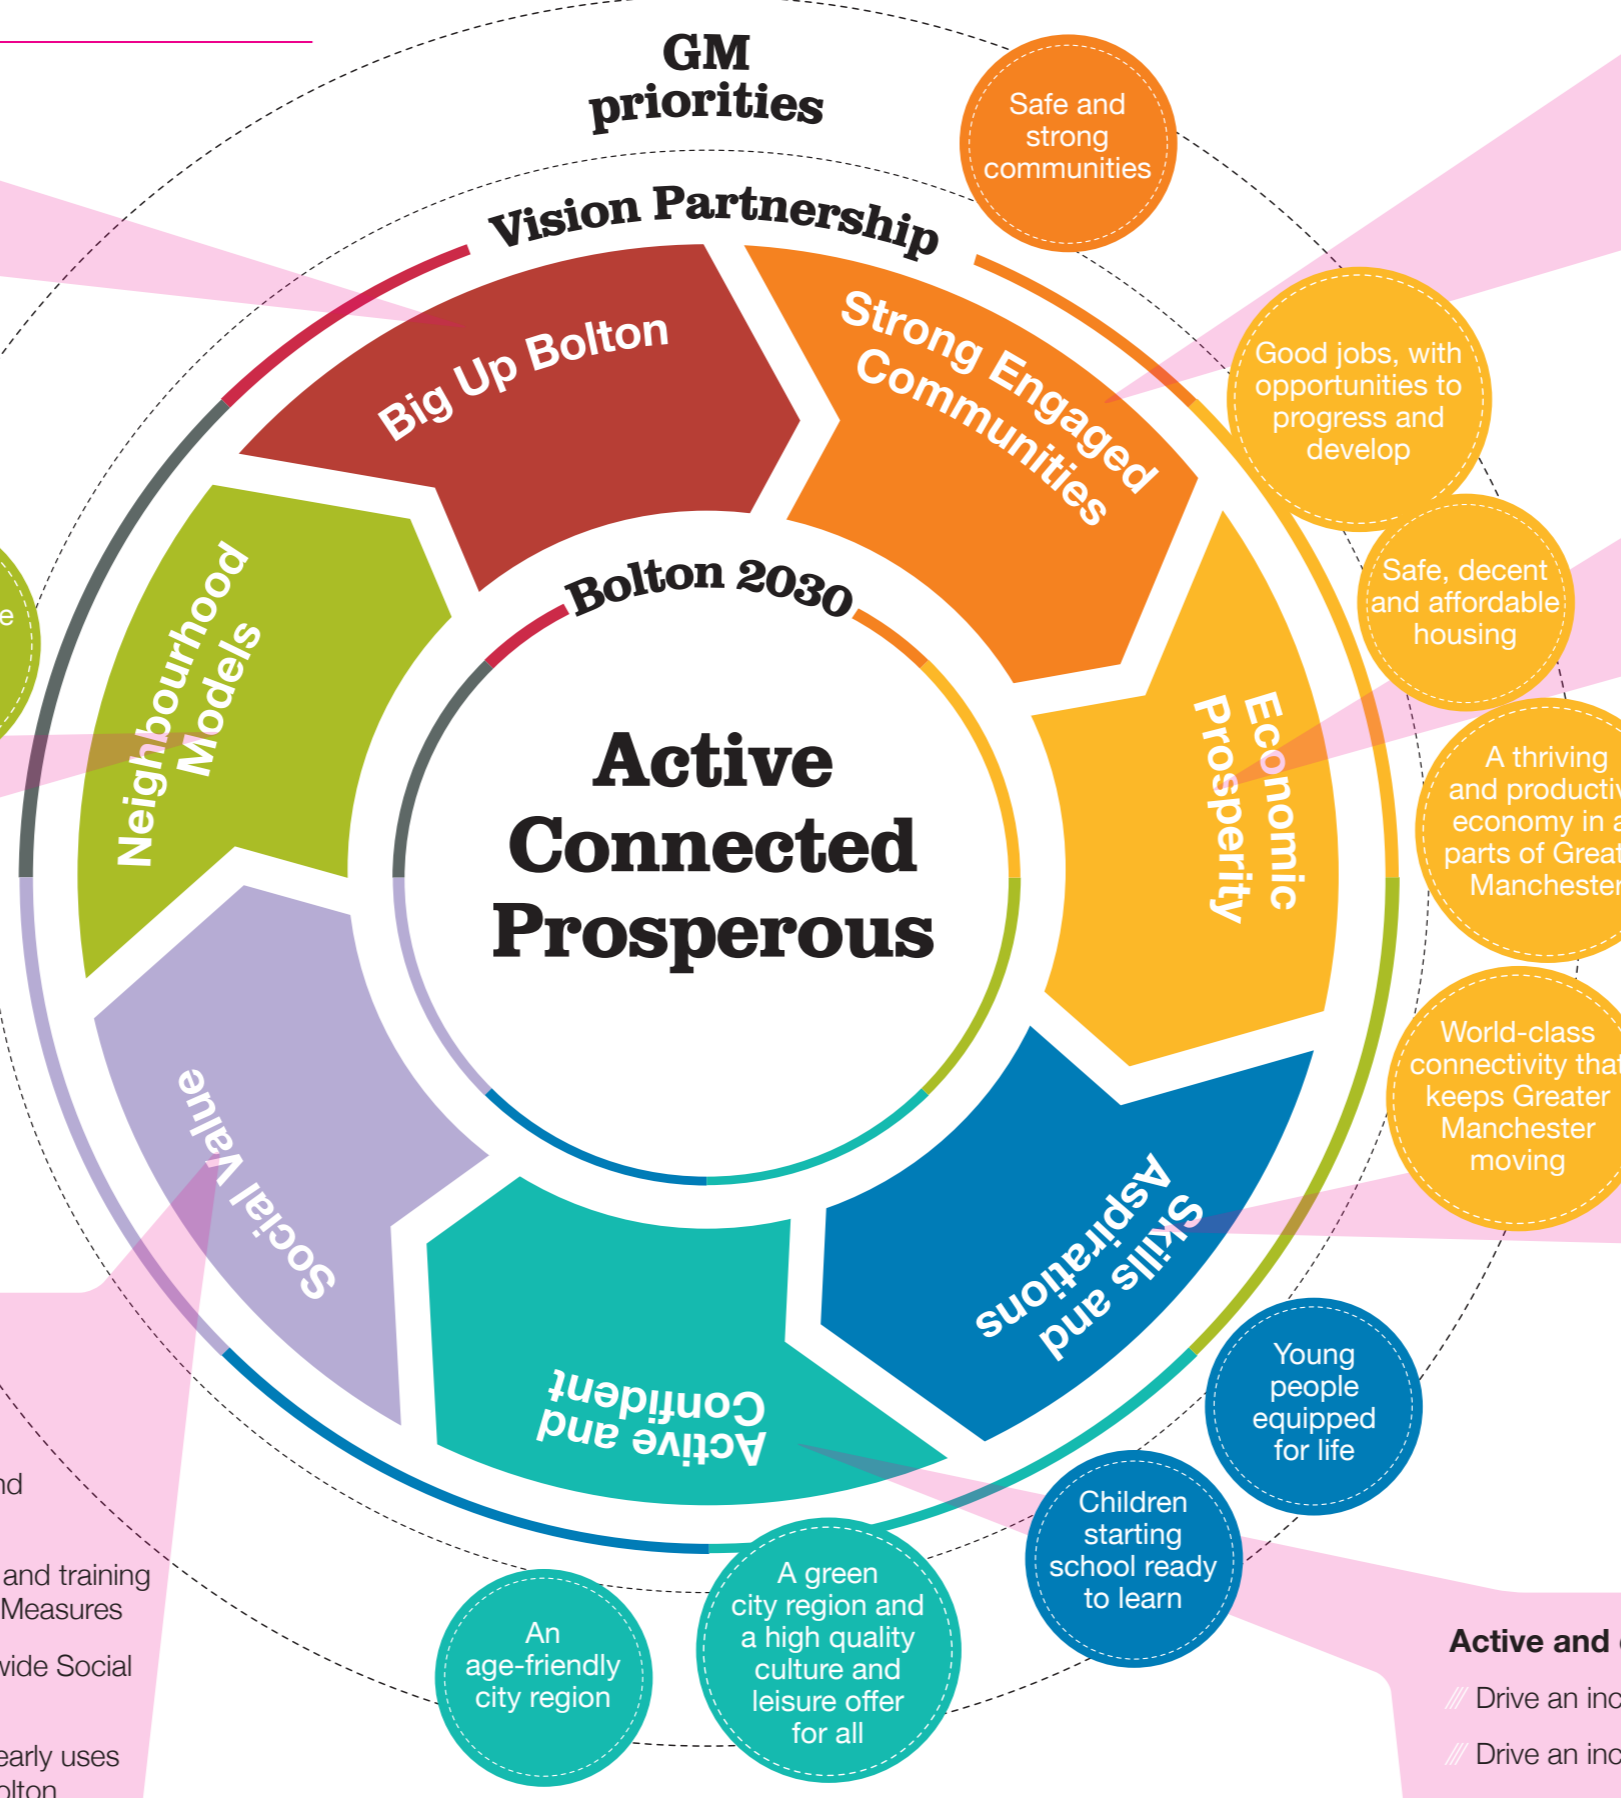 GM
priorities
Vision Partnership
Big Up Bolton
Strong Engaged
Communities
Economic
Prosperity
Skills and
Aspirations
Active and
Confident
Social Value
Neighbourhood
Models
Bolton 2030
Active
Connected
Prosperous
Safe and
strong
communities
Good jobs, with
opportunities to
progress and
develop
Safe, decent
and affordable
housing
A thriving
and productiv
economy in a
parts of Great
Manchester
World-class
connectivity that
keeps Greater
Manchester
moving
Young
people
equipped
for life
Children
starting
school ready
to learn
A green
city region and
a high quality
culture and
leisure offer
for all
An
age-friendly
city region
e
nd
and training
Measures
wide Social
early uses
olton
Active and
Drive an inc
Drive an inc